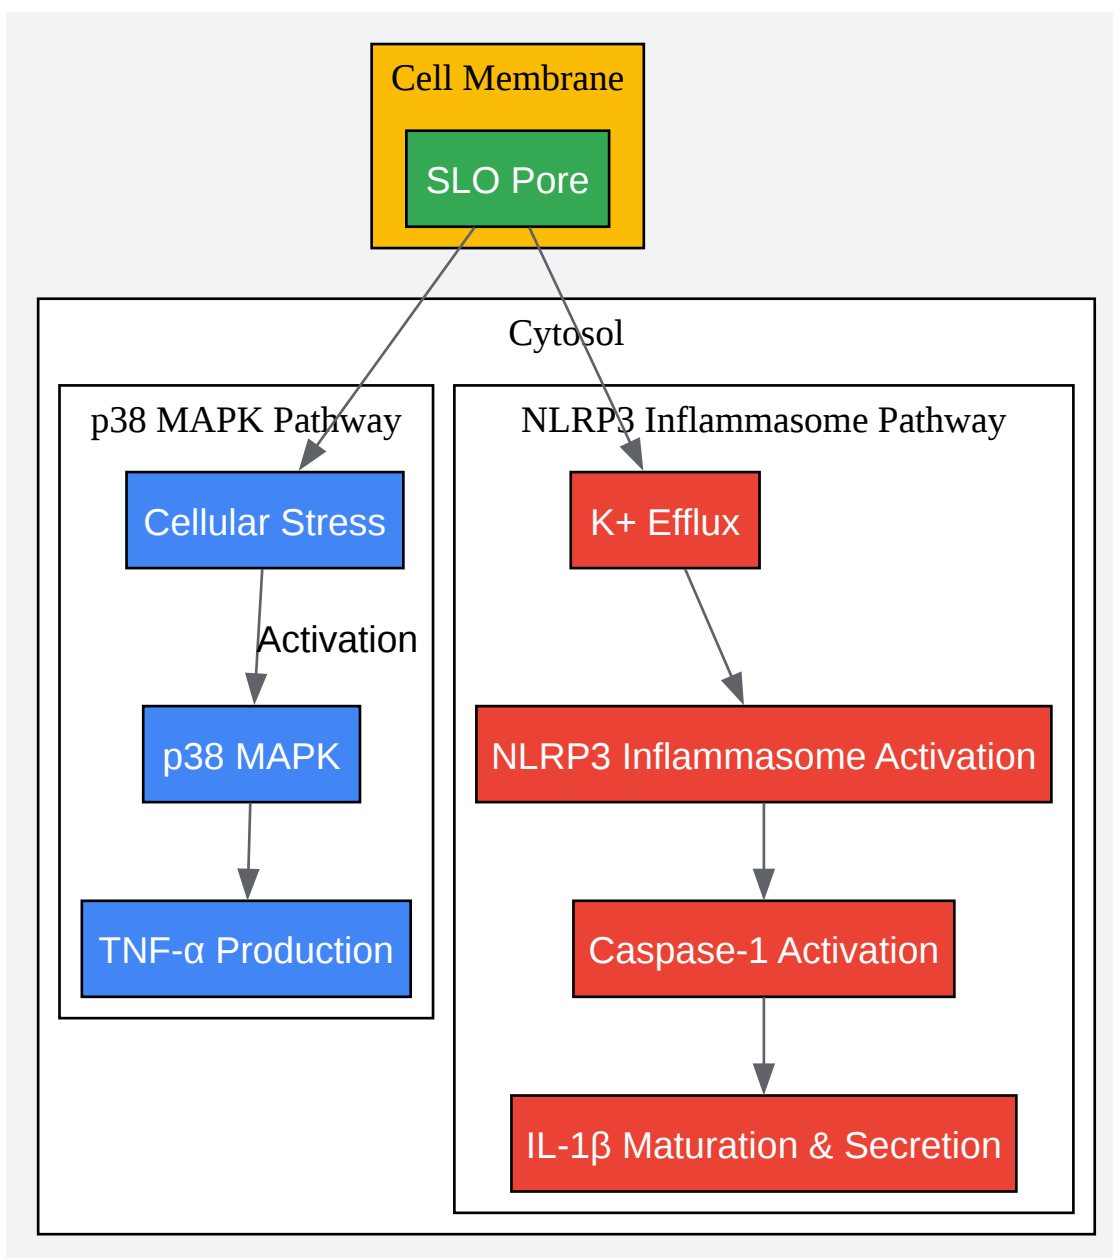 Cell Membrane
SLO Pore
Cytosol
p38 MAPK Pathway
Cellular Stress
Activation
p38 MAPK
TNF-α Production
NLRP3 Inflammasome Pathway
K+ Efflux
NLRP3 Inflammasome Activation
Caspase-1 Activation
IL-1β Maturation & Secretion